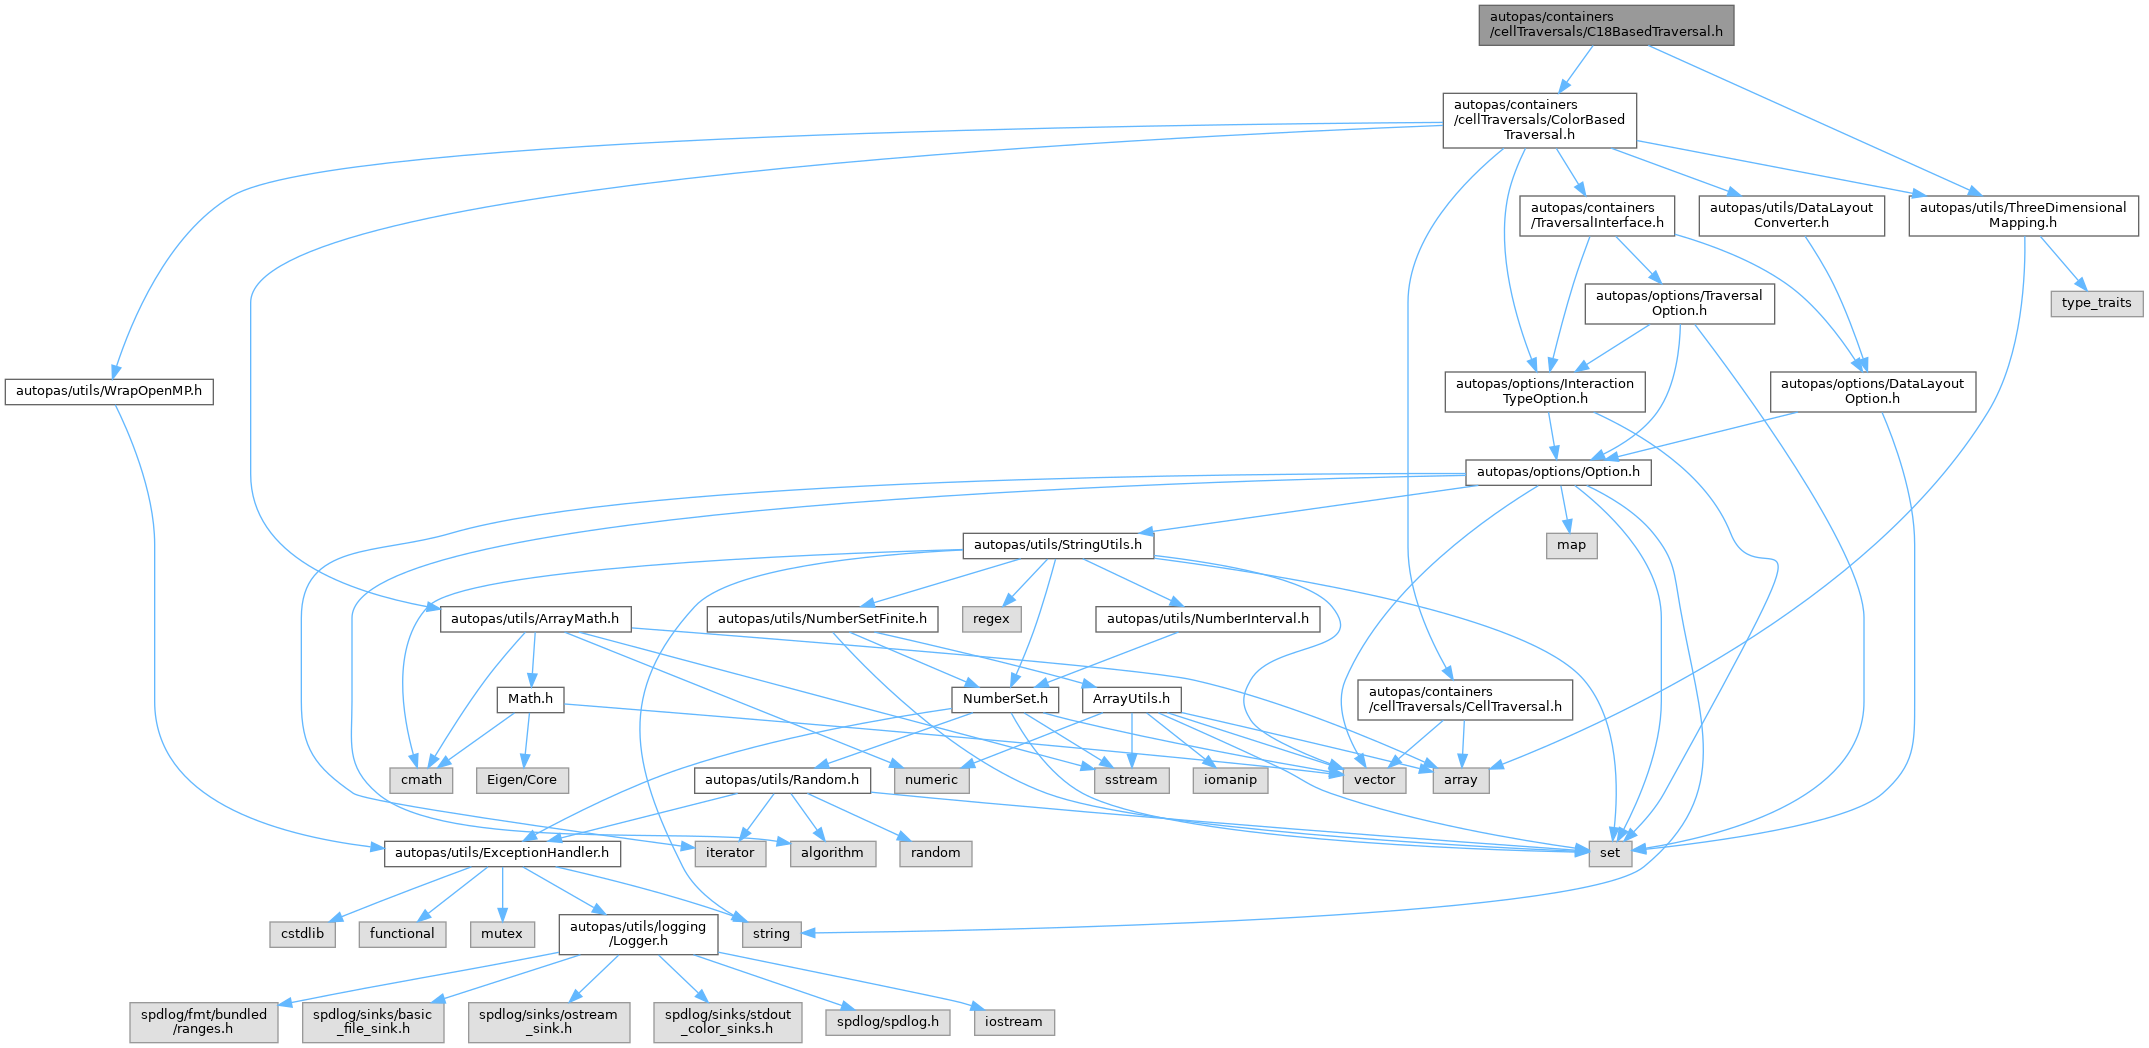 autopas/containers
/cellTraversals/C18BasedTraversal.h
autopas/containers
/cellTraversals/ColorBased
Traversal.h
autopas/containers
/TraversalInterface.h
autopas/utils/DataLayout
Converter.h
autopas/utils/ThreeDimensional
Mapping.h
autopas/options/Traversal
Option.h
type_traits
autopas/utils/WrapOpenMP.h
autopas/options/Interaction
TypeOption.h
autopas/options/DataLayout
Option.h
autopas/options/Option.h
autopas/utils/StringUtils.h
map
autopas/utils/ArrayMath.h
autopas/utils/NumberSetFinite.h
regex
autopas/utils/NumberInterval.h
Math.h
NumberSet.h
ArrayUtils.h
autopas/containers
/cellTraversals/CellTraversal.h
cmath
Eigen/Core
autopas/utils/Random.h
numeric
sstream
iomanip
vector
array
autopas/utils/ExceptionHandler.h
iterator
algorithm
random
set
cstdlib
functional
mutex
autopas/utils/logging
/Logger.h
string
spdlog/fmt/bundled
/ranges.h
spdlog/sinks/basic
_file_sink.h
spdlog/sinks/ostream
_sink.h
spdlog/sinks/stdout
_color_sinks.h
spdlog/spdlog.h
iostream